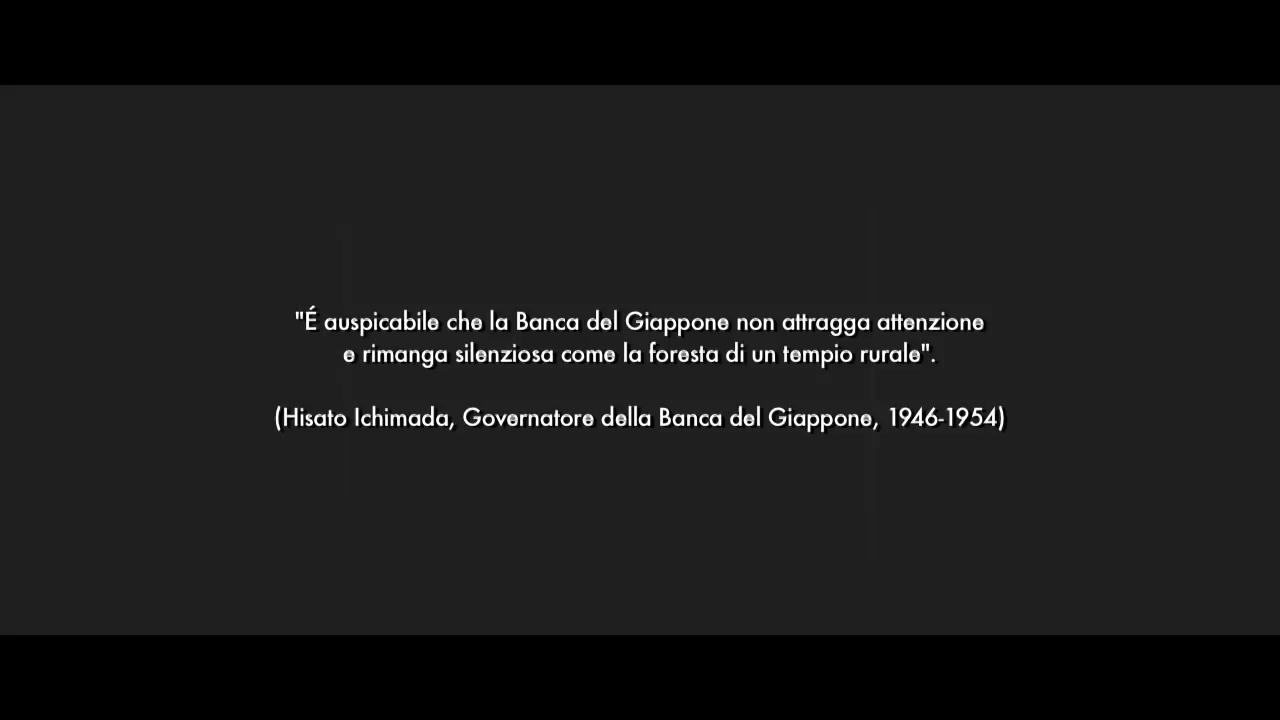 "É auspicabile che la Banca del Giappone non attragga attenzione
e rimanga silenziosa come la foresta di un tempio rurale".
(Hisato Ichimada, Governatore della Banca del Giappone, 1946-1954)